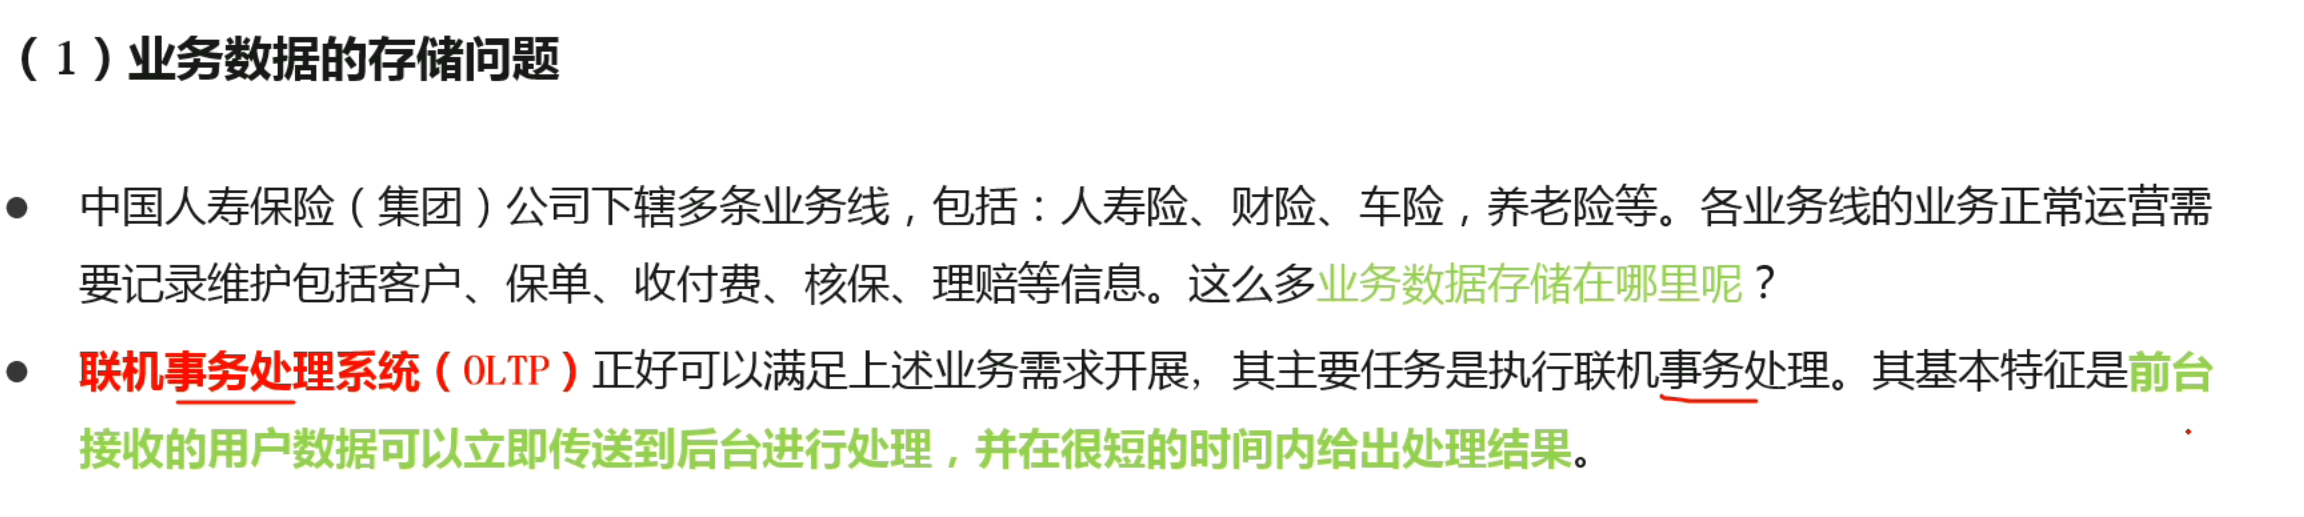 （1）业务数据的存储问题
● 中国人寿保险（集团）公司下辖多条业务线，包括：人寿险、财险、车险，养老险等。各业务线的业务正常运营需
要记录维护包括客户、保单、收付费、核保、理赔等信息。这么多业务数据存储在哪里呢？
● 联机事务处理系统（OLTP）正好可以满足上述业务需求开展，其主要任务是执行联机事务处理。其基本特征是前台
接收的用户数据可以立即传送到后台进行处理，并在很短的时间内给出处理结果。